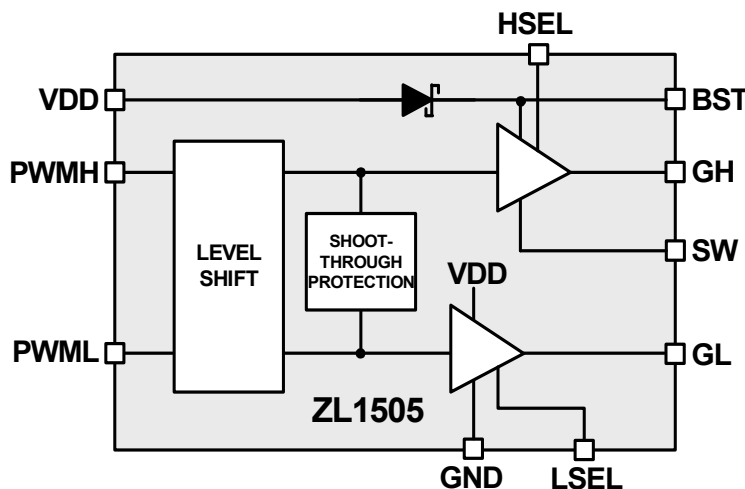 HSEL
VDD
BST
PWMH
GH
LEVEL
SHIFT
SHOOT-
THROUGH
PROTECTION
SW
VDD
PWML
GL
ZL1505
GND
LSEL